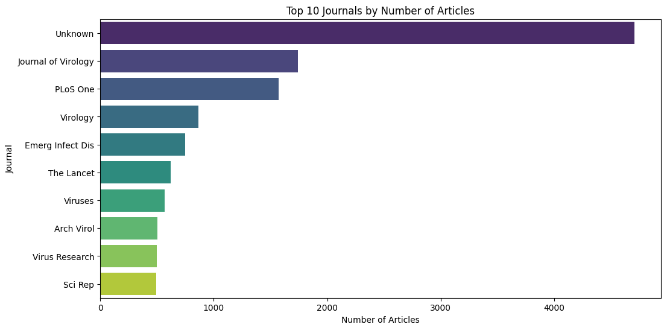 Top 10 Journals by Number of Articles
Unknown
Journal of Virology
PLoS One
Virology
Emerg Infect Dis
The Lancet
Viruses
Arch Virol
Virus Research
Sci Rep
Journal
0 1000 2000 3000 4000
Number of Articles